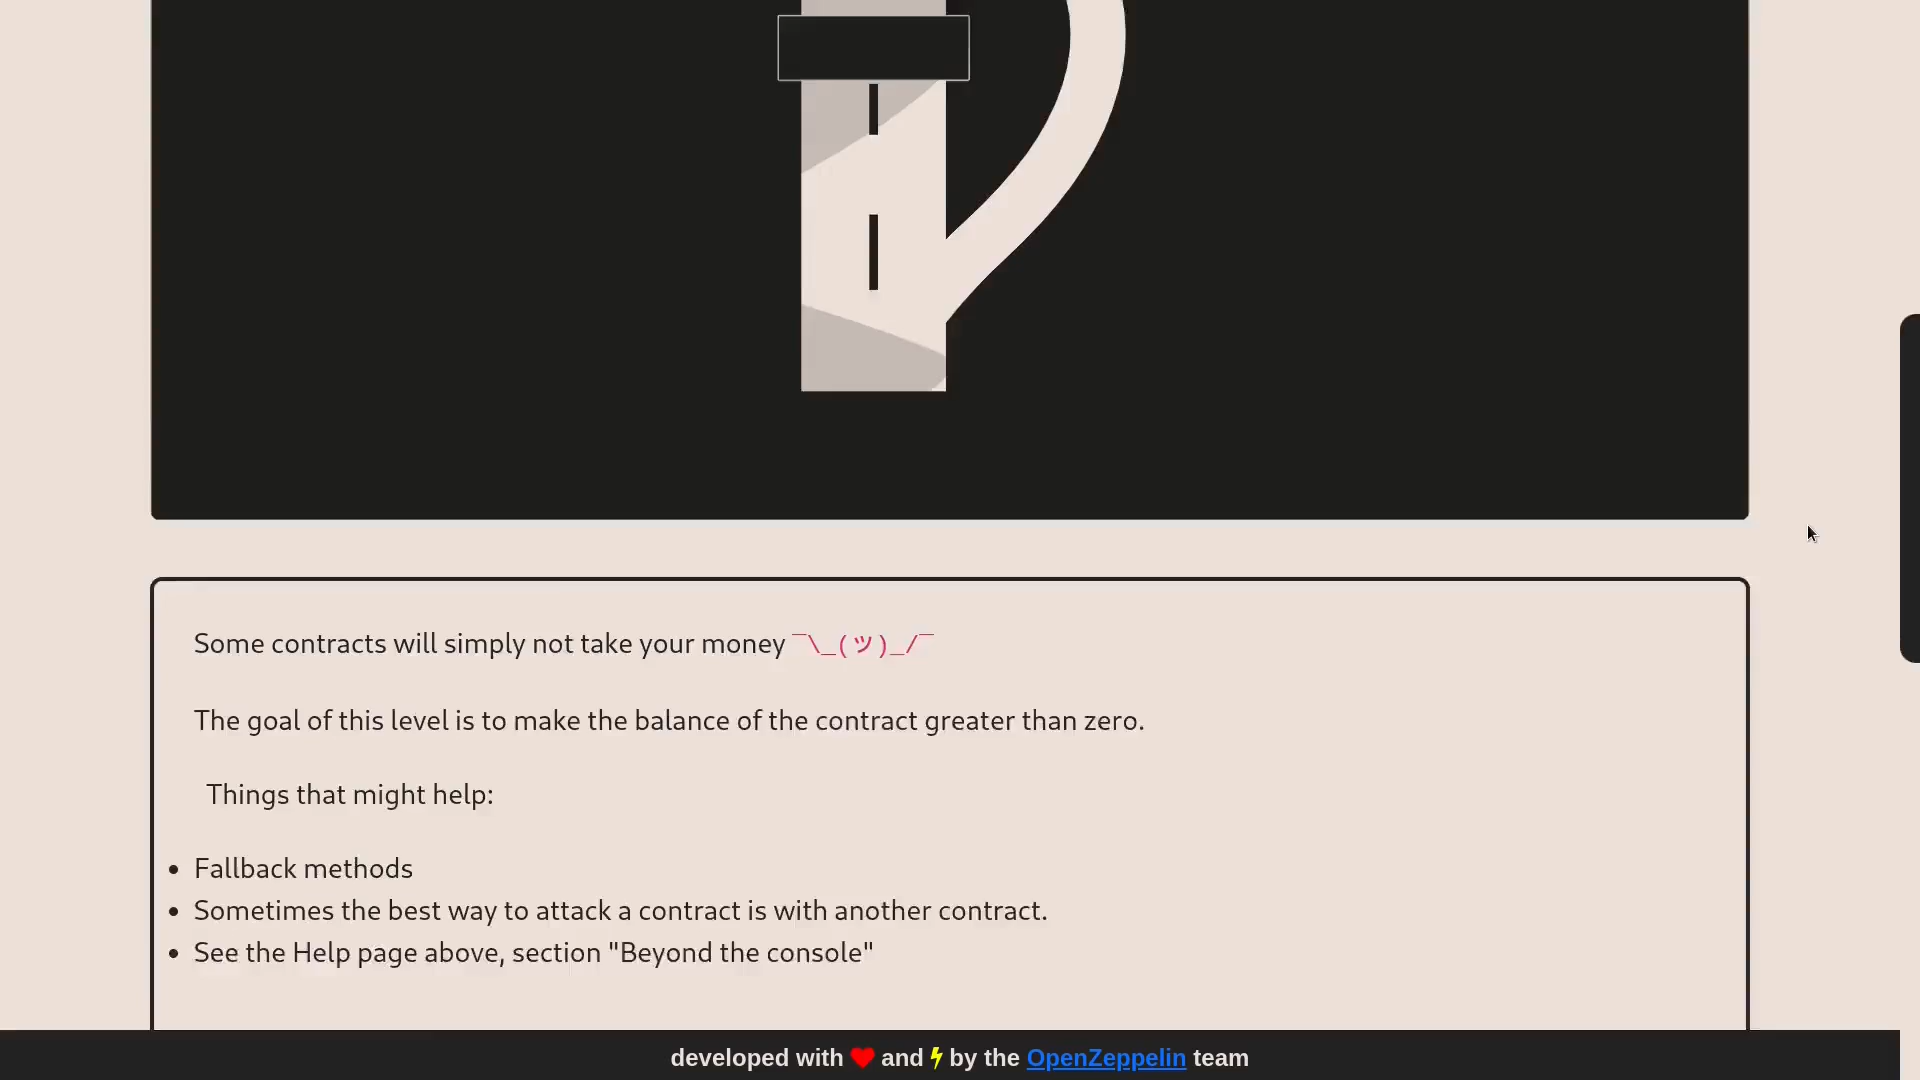 Some contracts will simply not take your money ¯\_(ツ)_/¯
The goal of this level is to make the balance of the contract greater than zero.
Things that might help:
• Fallback methods
• Sometimes the best way to attack a contract is with another contract.
• See the Help page above, section "Beyond the console"
developed with ❤️ and ⚡ by the OpenZeppelin team